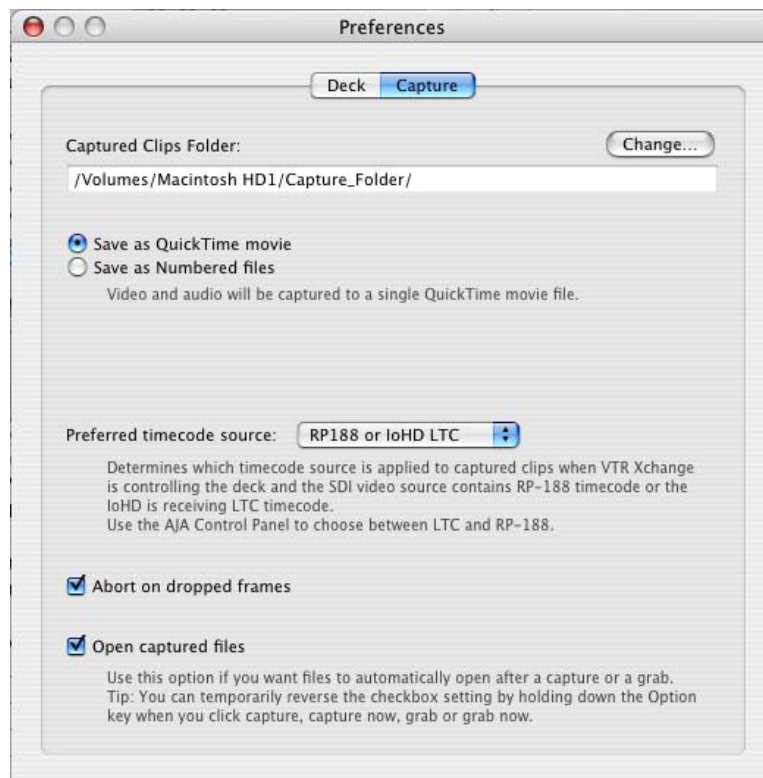 Preferences
Deck Capture
Captured Clips Folder: Change...
/Volumes/Macintosh HD1/Capture_Folder/
Save as QuickTime movie
Save as Numbered files
Video and audio will be captured to a single QuickTime movie file.
Preferred timecode source: RP188 or IoHD LTC
Determines which timecode source is applied to captured clips when VTR Xchange
is controlling the deck and the SDI video source contains RP-188 timecode or the
IoHD is receiving LTC timecode.
Use the AJA Control Panel to choose between LTC and RP-188.
Abort on dropped frames
Open captured files
Use this option if you want files to automatically open after a capture or a grab.
Tip: You can temporarily reverse the checkbox setting by holding down the Option
key when you click capture, capture now, grab or grab now.